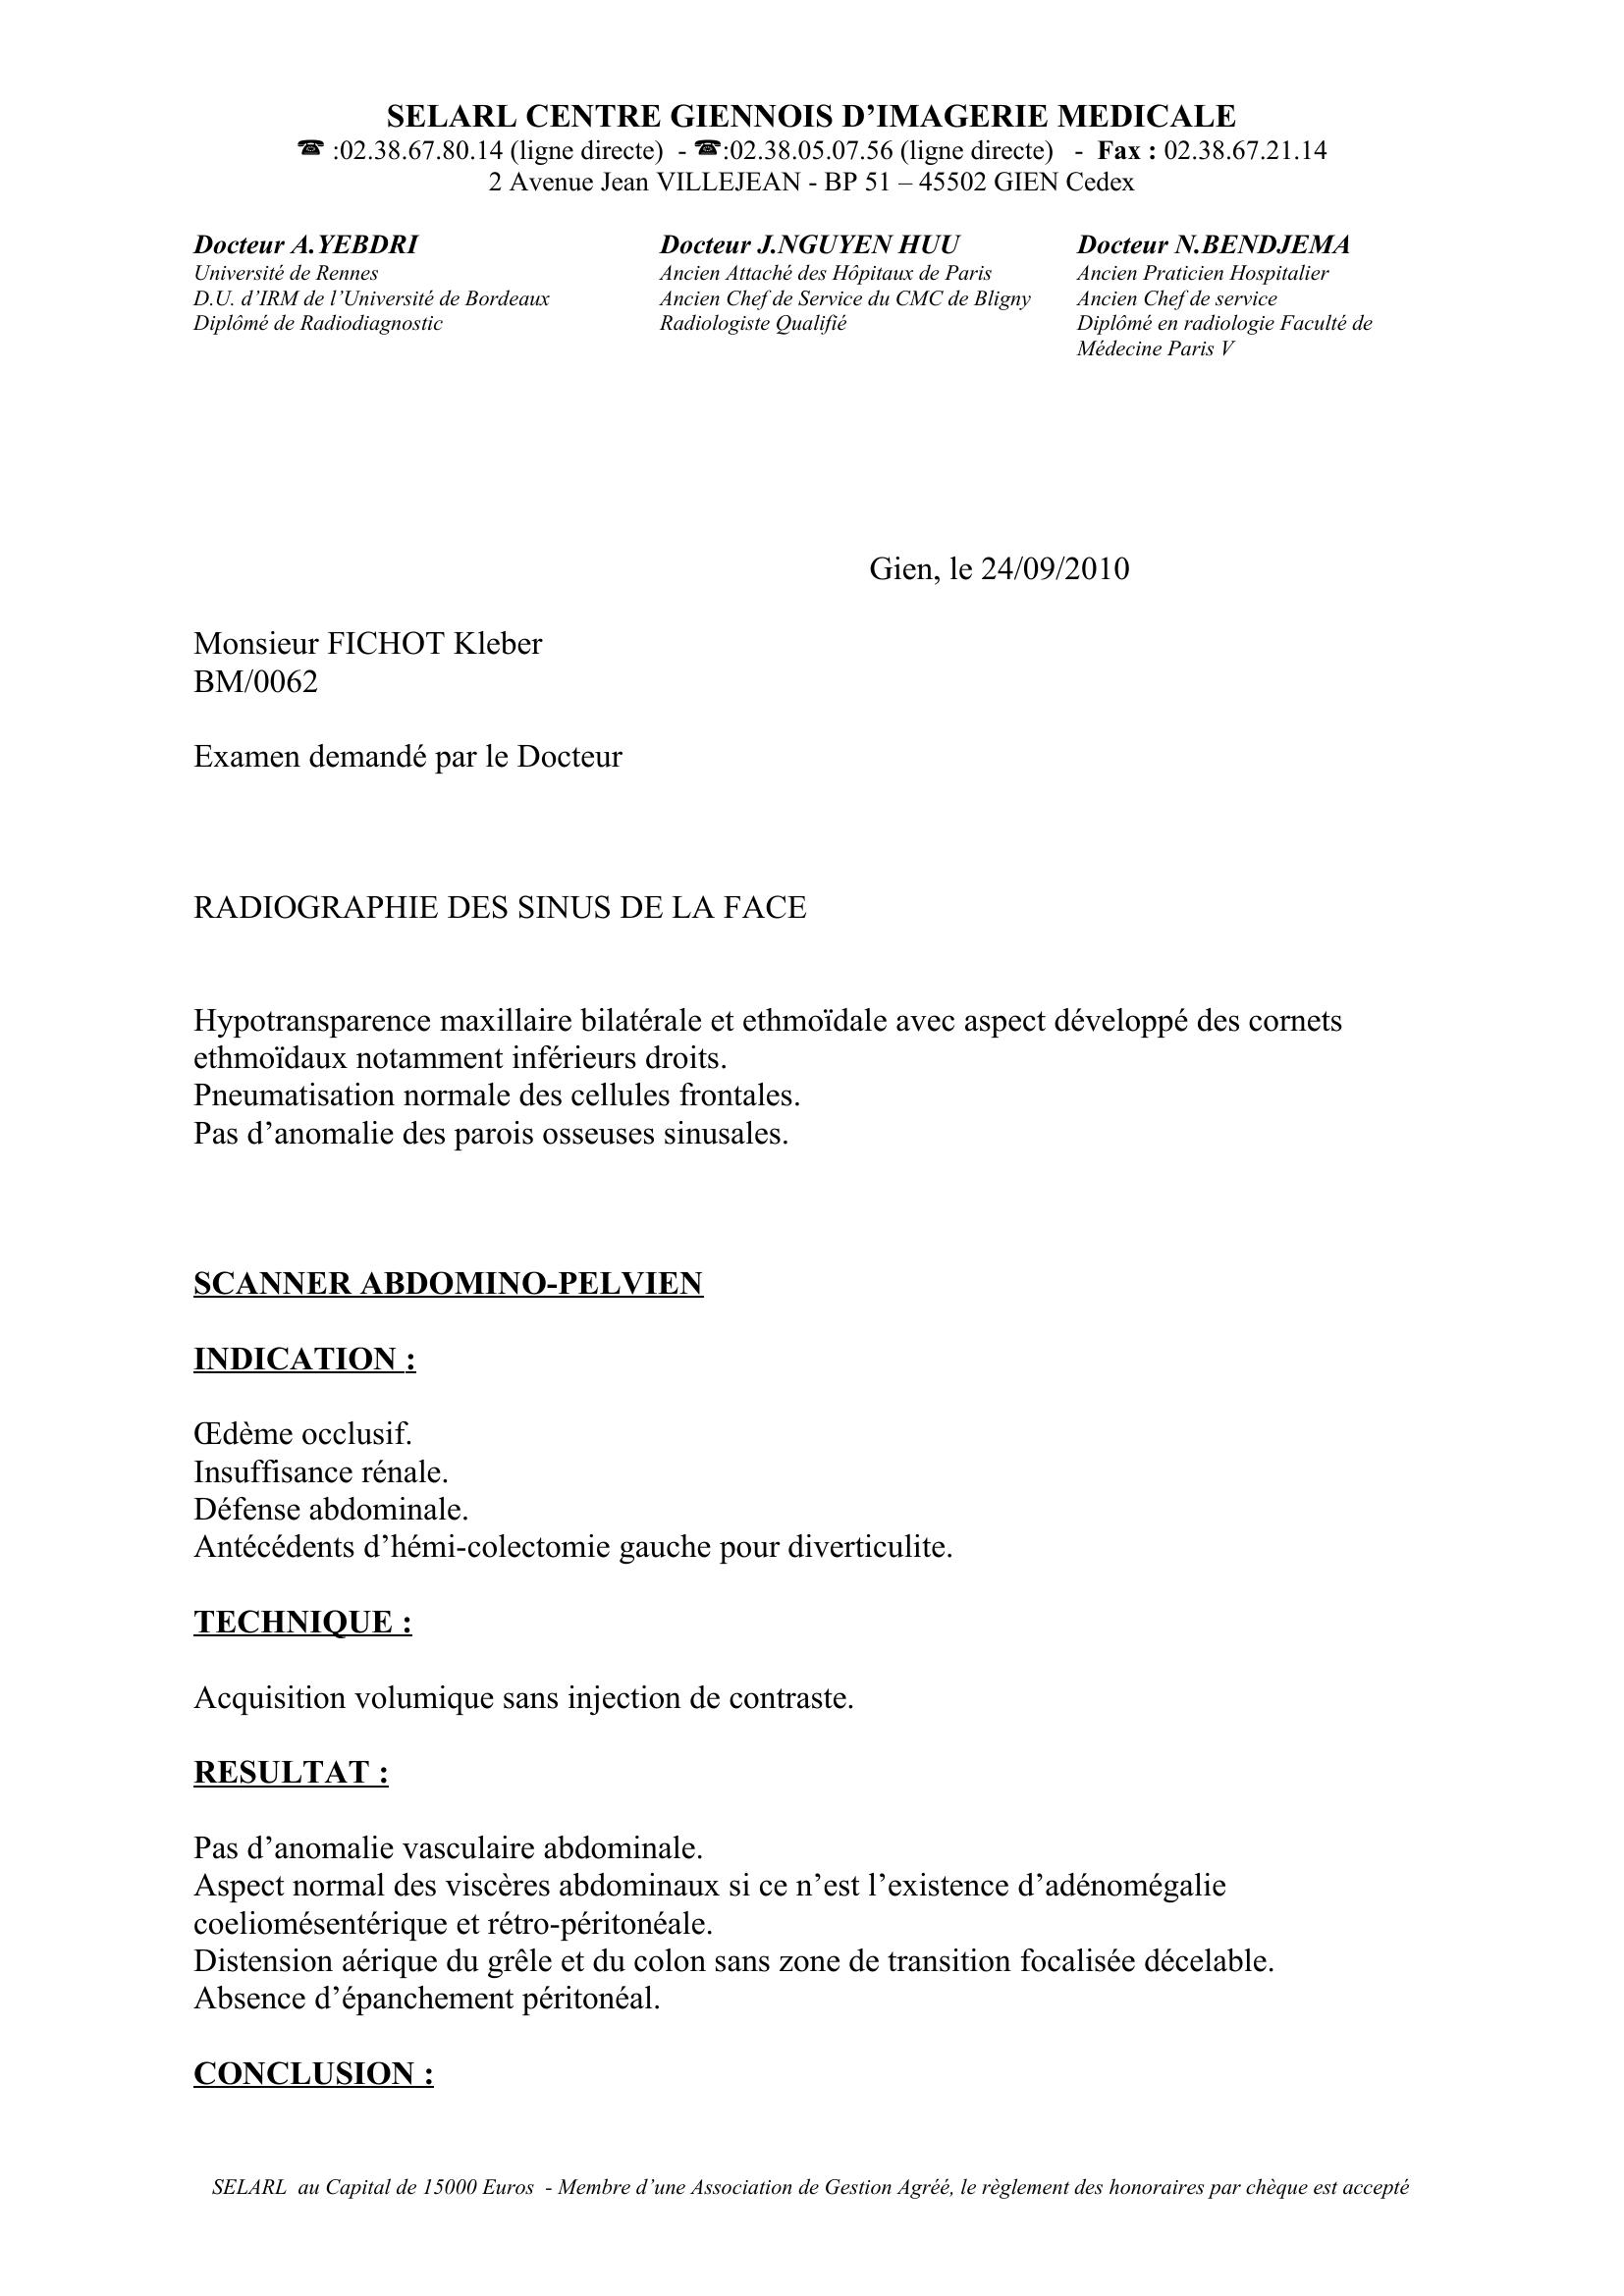 SELARL CENTRE GIENNOIS D’IMAGERIE MEDICALE
☎ :02.38.67.80.14 (ligne directe) - ☎:02.38.05.07.56 (ligne directe) - Fax : 02.38.67.21.14
2 Avenue Jean VILLEJEAN - BP 51 – 45502 GIEN Cedex
Docteur A.YEBDRI
Université de Rennes
D.U. d’IRM de l’Université de Bordeaux
Diplômé de Radiodiagnostic
Docteur J.NGUYEN HUU
Ancien Attaché des Hôpitaux de Paris
Ancien Chef de Service du CMC de Bligny
Radiologiste Qualifié
Docteur N.BENDJEMA
Ancien Praticien Hospitalier
Ancien Chef de service
Diplômé en radiologie Faculté de
Médecine Paris V
Gien, le 24/09/2010
Monsieur FICHOT Kleber
BM/0062
Examen demandé par le Docteur
RADIOGRAPHIE DES SINUS DE LA FACE
Hypotransparence maxillaire bilatérale et ethmoïdale avec aspect développé des cornets
ethmoïdaux notamment inférieurs droits.
Pneumatisation normale des cellules frontales.
Pas d’anomalie des parois osseuses sinusales.
SCANNER ABDOMINO-PELVIEN
INDICATION :
Œdème occlusif.
Insuffisance rénale.
Défense abdominale.
Antécédents d’hémi-colectomie gauche pour diverticulite.
TECHNIQUE :
Acquisition volumique sans injection de contraste.
RESULTAT :
Pas d’anomalie vasculaire abdominale.
Aspect normal des viscères abdominaux si ce n’est l’existence d’adénomégalie
coeliomésentérique et rétro-péritonéale.
Distension aérique du grêle et du colon sans zone de transition focalisée décelable.
Absence d’épanchement péritonéal.
CONCLUSION :
SELARL au Capital de 15000 Euros - Membre d’une Association de Gestion Agréé, le règlement des honoraires par chèque est accepté